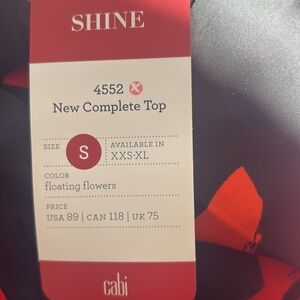 SHINE
4552
New Complete Top
SIZE
S
AVAILABLE IN
XXS-XL
COLOR
floating flowers
PRICE
USA 89 | CAN 118 | UK 75
cabi